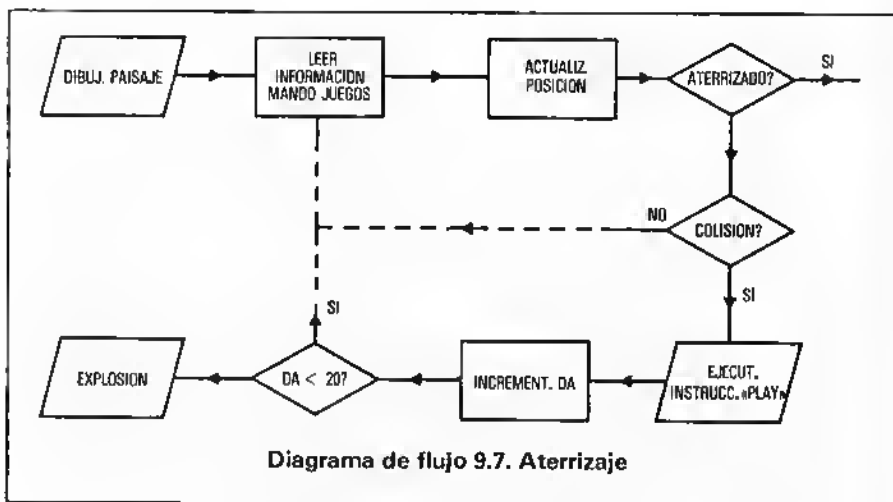 DIBUJ. PAISAJE
LEER
INFORMACION
MANDO JUEGOS
ACTUALIZ.
POSICION
ATERRIZADO?
SI
COLISION?
NO
SI
EJECUT.
INSTRUCC.«PLAY»
INCREMENT. DA
DA < 20?
SI
EXPLOSION
Diagrama de flujo 9.7. Aterrizaje